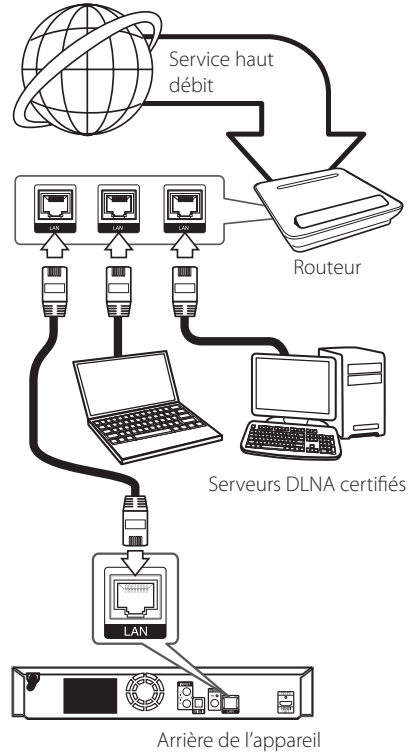 Service haut
débit
LAN
LAN
LAN
Routeur
Serveurs DLNA certifiés
LAN
Arrière de l'appareil